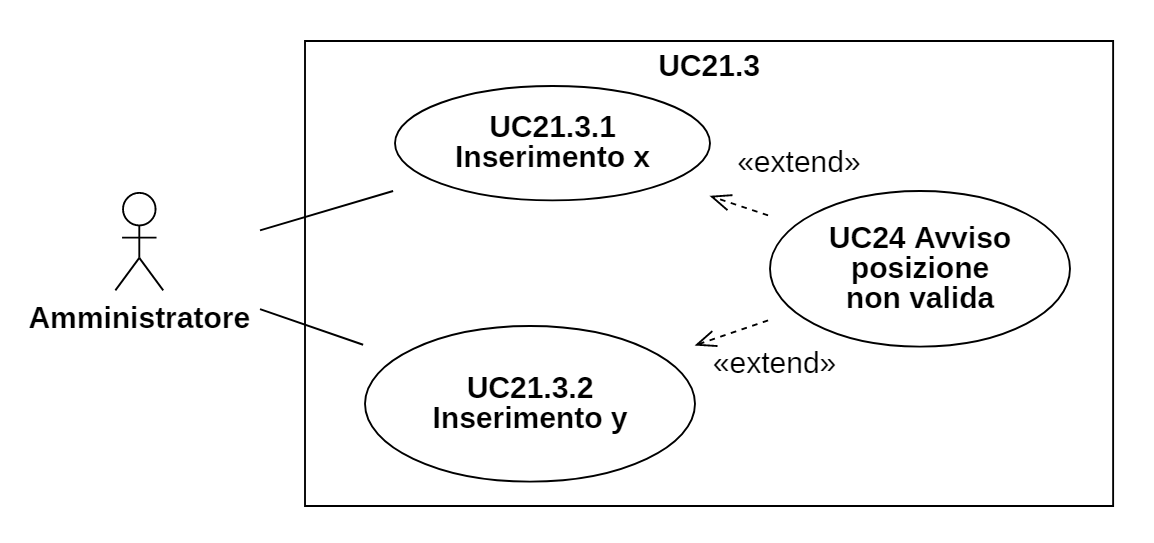 UC21.3
UC21.3.1
Inserimento x
«extend»
UC24 Avviso
posizione
non valida
Amministratore
«extend»
UC21.3.2
Inserimento y